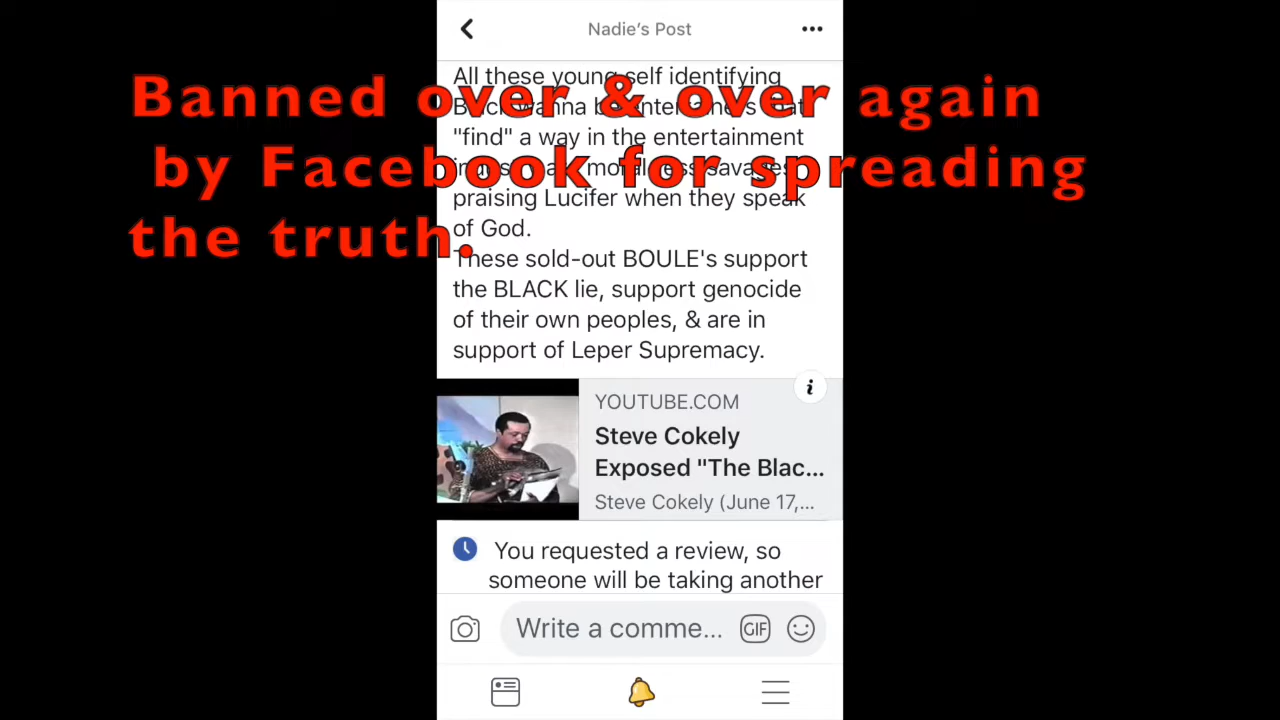 Banned over & over again
by Facebook for spreading
the truth.
Nadie's Post
All these young self identifying
"find" a way in the entertainment
praising Lucifer when they speak
of God.
These sold-out BOULE's support
the BLACK lie, support genocide
of their own peoples, & are in
support of Leper Supremacy.
YOUTUBE.COM
Steve Cokely
Exposed "The Blac...
Steve Cokely (June 17,...
You requested a review, so
someone will be taking another
Write a comme...
GIF